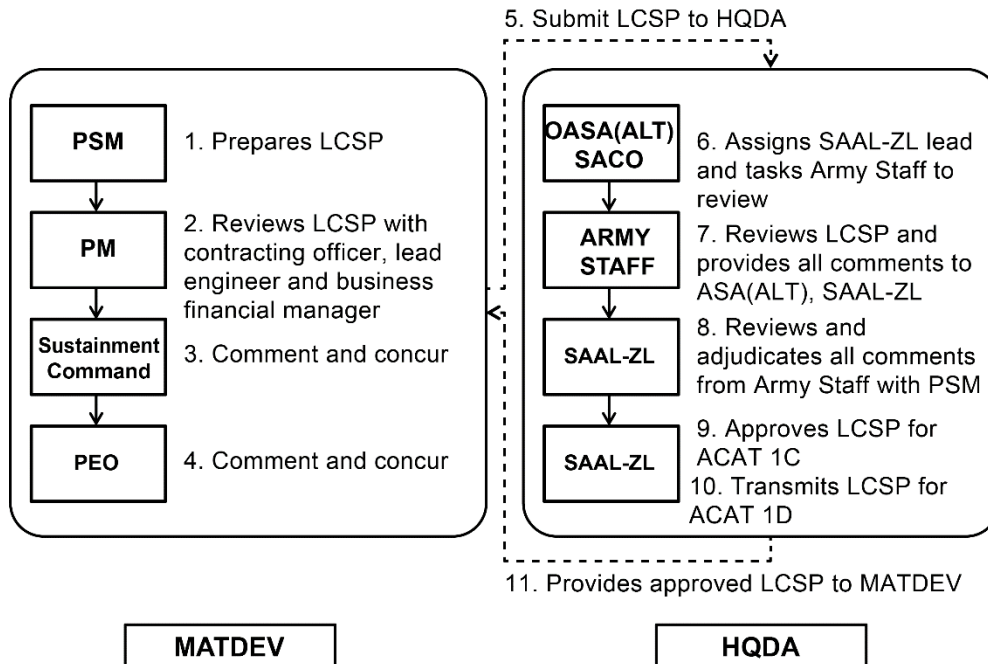 5. Submit LCSP to HQDA
PSM
1. Prepares LCSP
PM
2. Reviews LCSP with
contracting officer, lead
engineer and business
financial manager
Sustainment
Command
3. Comment and concur
PEO
4. Comment and concur
OASA(ALT)
SACO
6. Assigns SAAL-ZL lead
and tasks Army Staff to
review
ARMY
STAFF
7. Reviews LCSP and
provides all comments to
ASA(ALT), SAAL-ZL
SAAL-ZL
8. Reviews and
adjudicates all comments
from Army Staff with PSM
SAAL-ZL
9. Approves LCSP for
ACAT 1C
10. Transmits LCSP for
ACAT 1D
11. Provides approved LCSP to MATDEV
MATDEV
HQDA